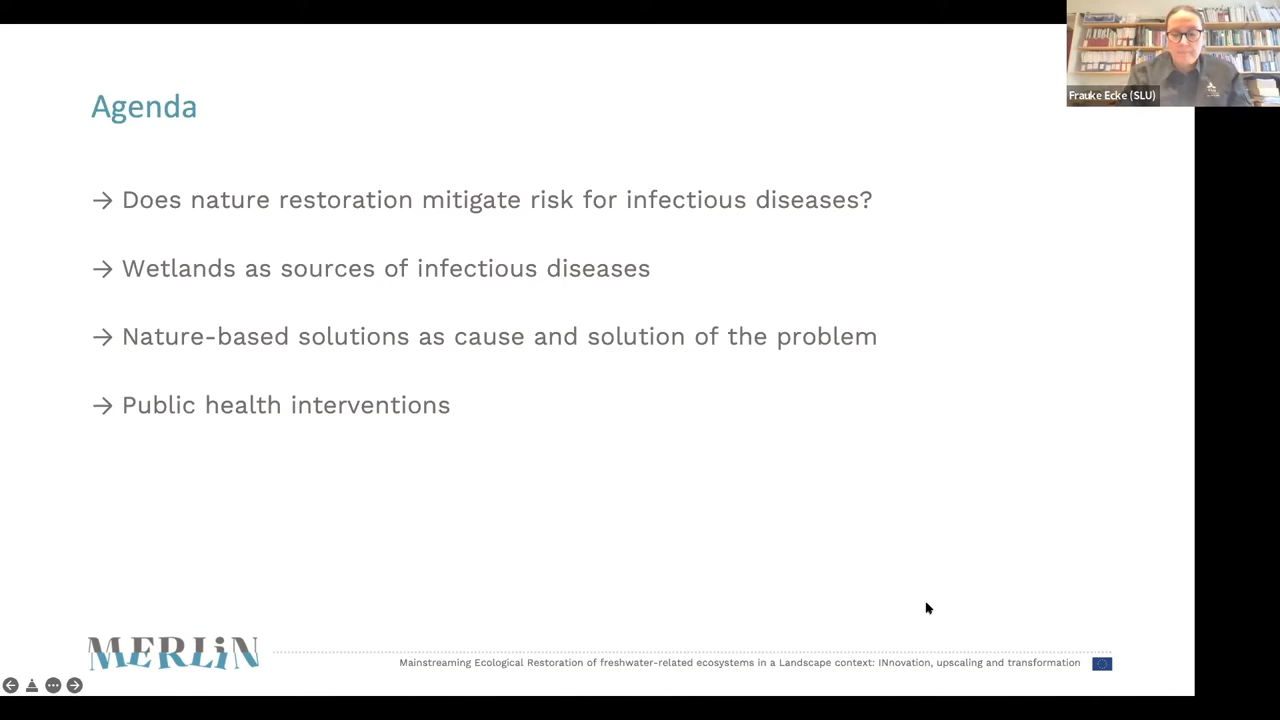 Frauke Ecke (SLU)
Agenda
→ Does nature restoration mitigate risk for infectious diseases?
→ Wetlands as sources of infectious diseases
→ Nature-based solutions as cause and solution of the problem
→ Public health interventions
MERLiN
Mainstreaming Ecological Restoration of freshwater-related ecosystems in a Landscape context: INnovation, upscaling and transformation